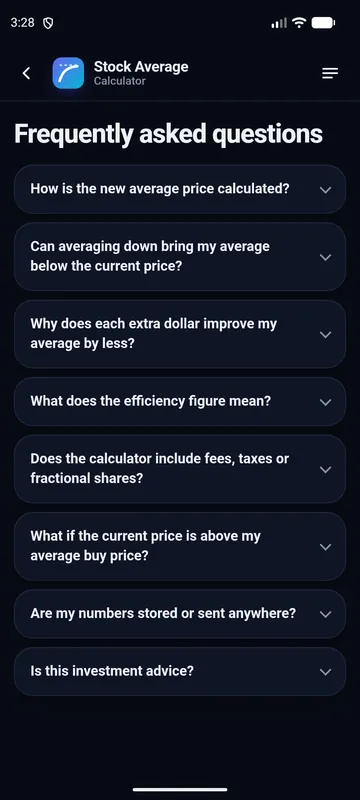 3:28
Stock Average
Calculator
Frequently asked questions
How is the new average price calculated?
Can averaging down bring my average
below the current price?
Why does each extra dollar improve my
average by less?
What does the efficiency figure mean?
Does the calculator include fees, taxes or
fractional shares?
What if the current price is above my
average buy price?
Are my numbers stored or sent anywhere?
Is this investment advice?